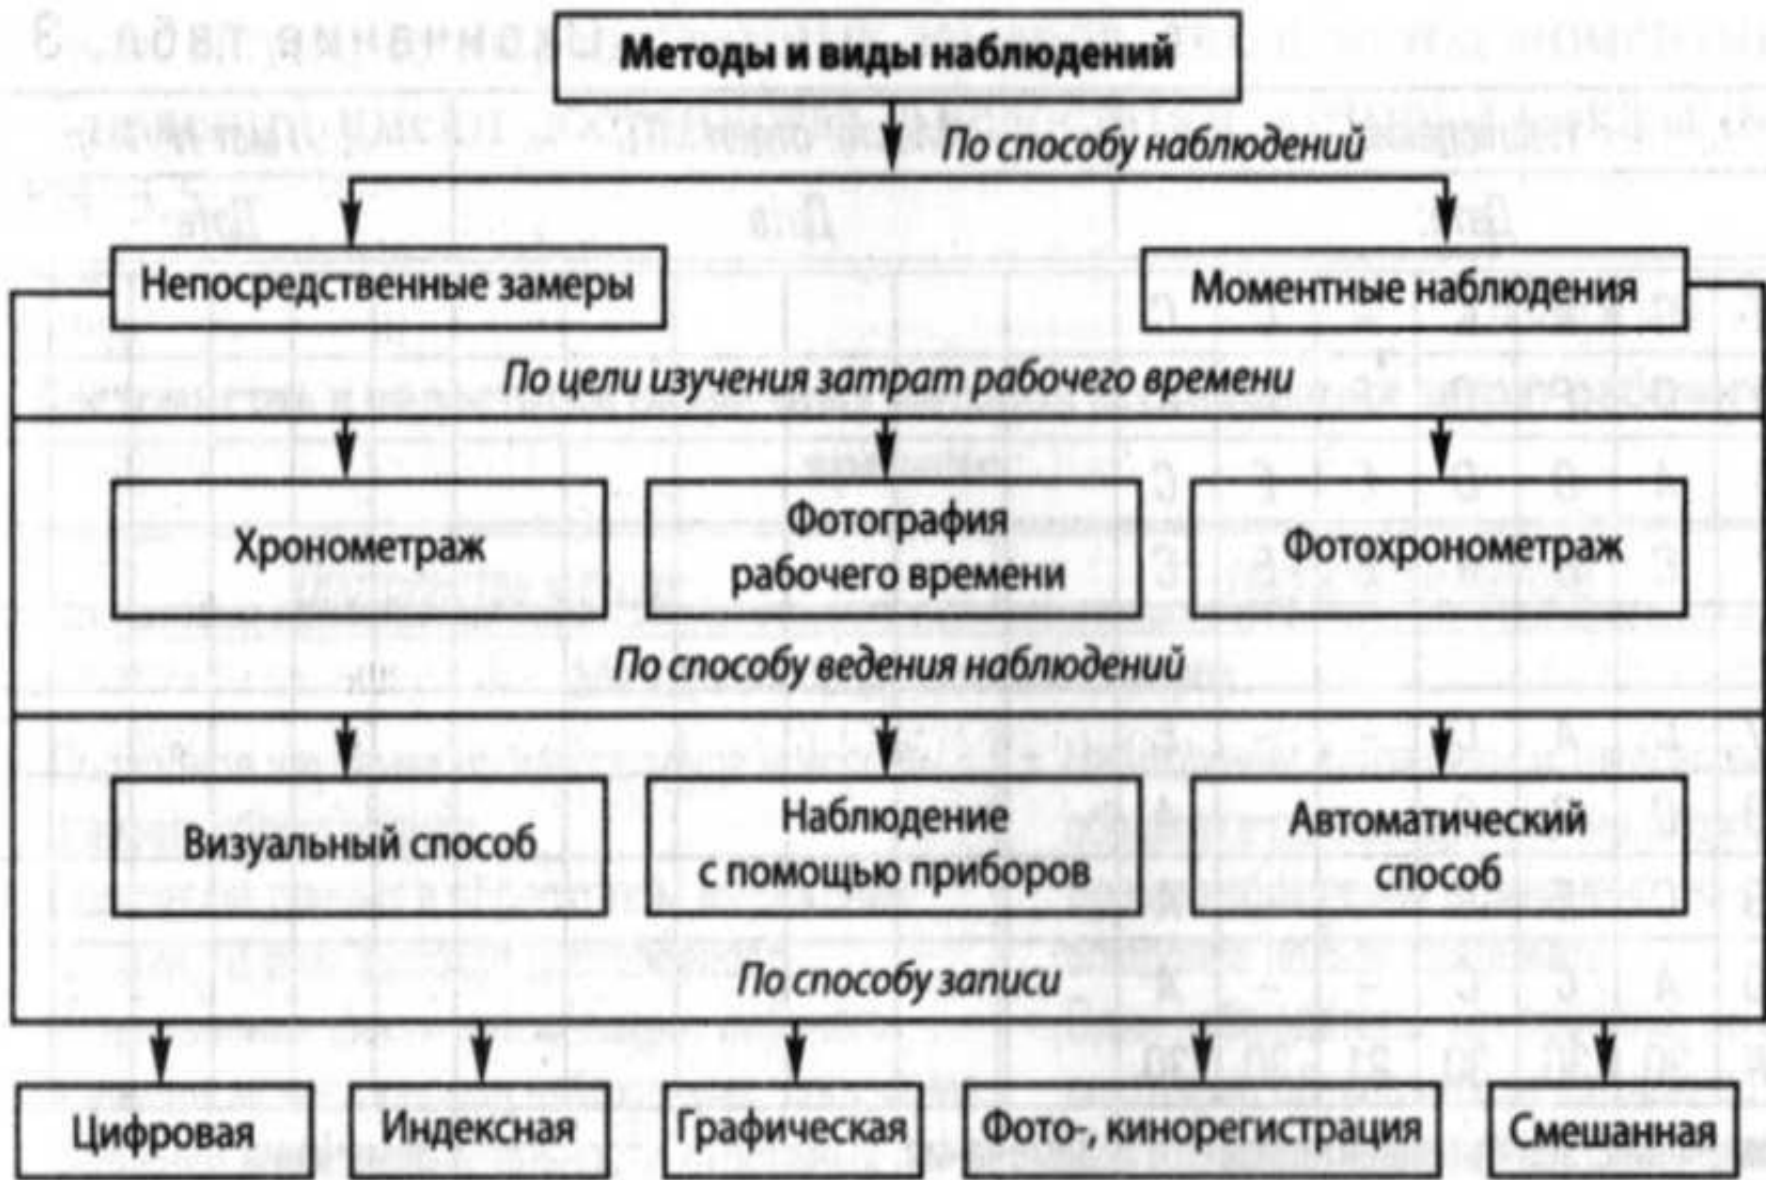 Методы и виды наблюдений
По способу наблюдений
Непосредственные замеры
Моментные наблюдения
По цели изучения затрат рабочего времени
Хронометраж
Фотография
рабочего времени
Фотохронометраж
По способу ведения наблюдений
Визуальный способ
Наблюдение
с помощью приборов
Автоматический
способ
По способу записи
Цифровая
Индексная
Графическая
Фото-, кинорегистрация
Смешанная